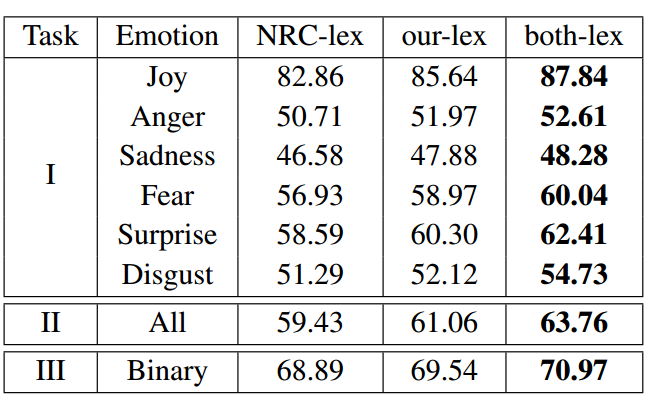 Task Emotion NRC-lex our-lex both-lex
Joy 82.86 85.64 87.84
Anger 50.71 51.97 52.61
Sadness 46.58 47.88 48.28
I
Fear 56.93 58.97 60.04
Surprise 58.59 60.30 62.41
Disgust 51.29 52.12 54.73
II All 59.43 61.06 63.76
III Binary 68.89 69.54 70.97